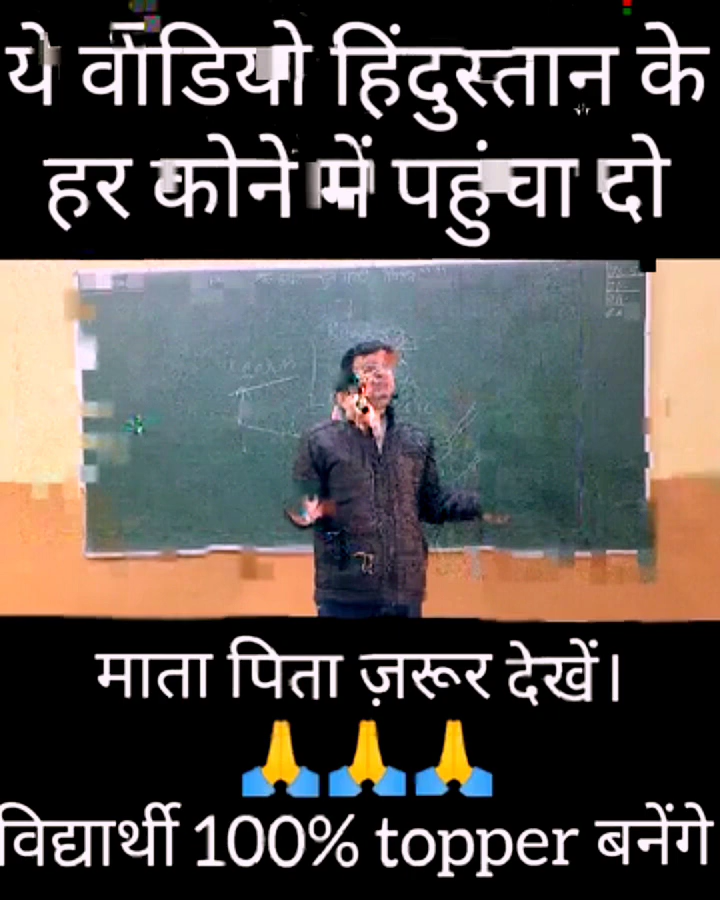 ये वीडियो हिंदुस्तान के
हर कोने में पहुंचा दो
माता पिता ज़रूर देखें।
🙏🙏🙏
विद्यार्थी 100% topper बनेंगे